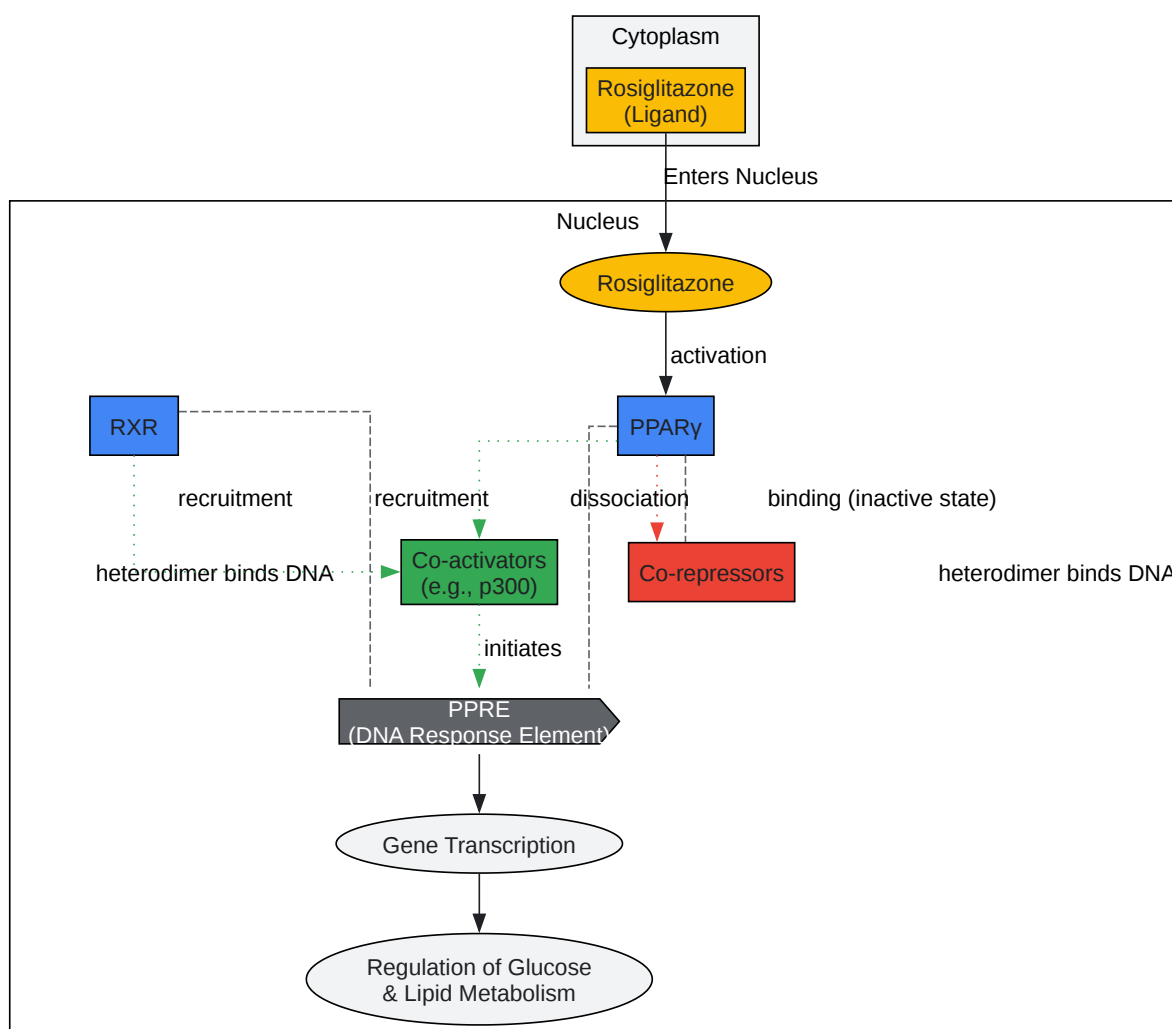 Cytoplasm
Rosiglitazone
(Ligand)
Enters Nucleus
Nucleus
Rosiglitazone
activation
RXR
PPARγ
recruitment
recruitment
dissociation
binding (inactive state)
heterodimer binds DNA
Co-activators
(e.g., p300)
Co-repressors
heterodimer binds DNA
initiates
PPRE
(DNA Response Element)
Gene Transcription
Regulation of Glucose
& Lipid Metabolism